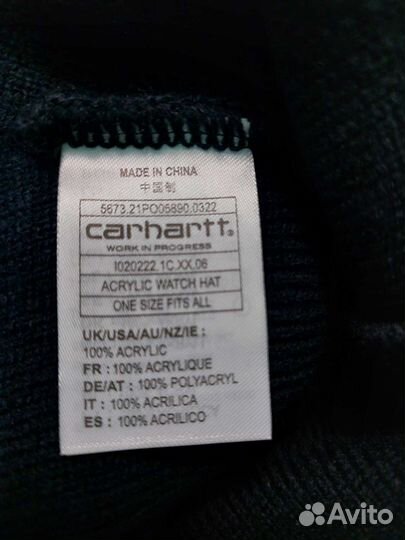 MADE IN CHINA
中国制
5673.21PO05890.0322
carhartt®
WORK IN PROGRESS
I020222.1C.XX.06
ACRYLIC WATCH HAT
ONE SIZE FITS ALL
UK/USA/AU/NZ/IE :
100% ACRYLIC
FR : 100% ACRYLIQUE
DE/AT : 100% POLYACRYL
IT : 100% ACRILICA
ES : 100% ACRILICO
Avito